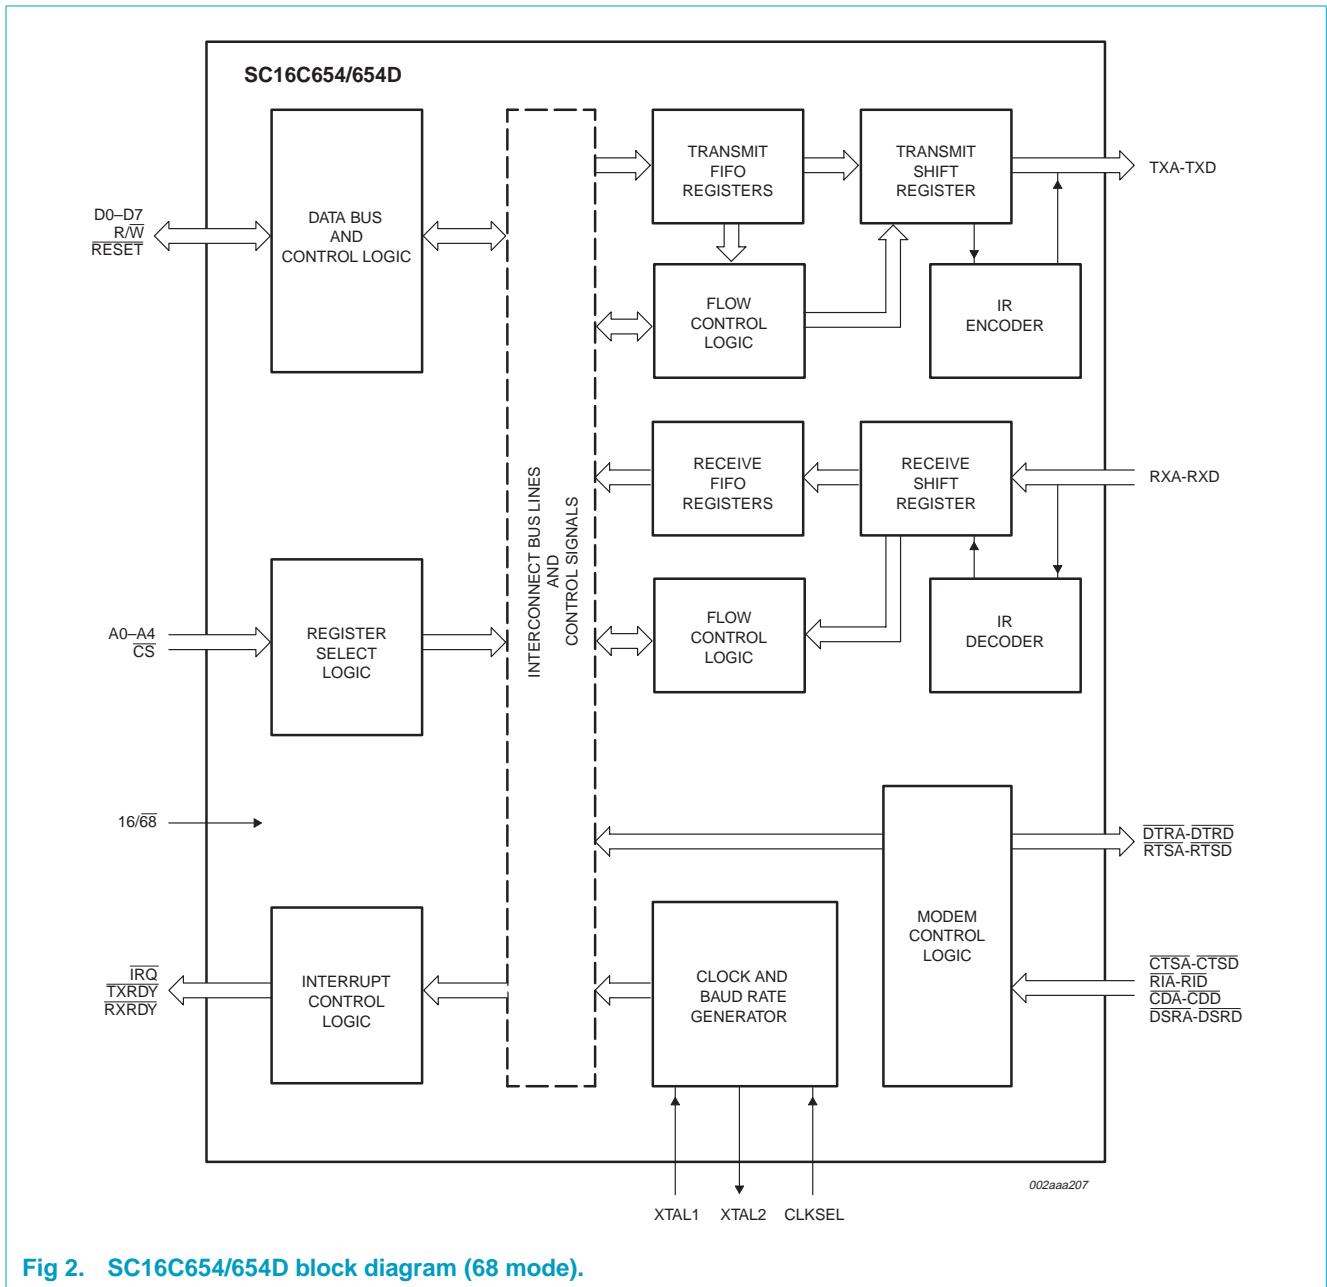 SC16C654/654D
DATA BUS
AND
CONTROL LOGIC
D0–D7
R/W
RESET
REGISTER
SELECT
LOGIC
A0–A4
CS
16/68
INTERRUPT
CONTROL
LOGIC
IRQ
TXRDY
RXRDY
INTERCONNECT BUS LINES
AND
CONTROL SIGNALS
TRANSMIT
FIFO
REGISTERS
TRANSMIT
SHIFT
REGISTER
TXA-TXD
FLOW
CONTROL
LOGIC
IR
ENCODER
RECEIVE
FIFO
REGISTERS
RECEIVE
SHIFT
REGISTER
RXA-RXD
FLOW
CONTROL
LOGIC
IR
DECODER
MODEM
CONTROL
LOGIC
DTRA-DTRD
RTSA-RTSD
CTSA-CTSD
RIA-RID
CDA-CDD
DSRA-DSRD
CLOCK AND
BAUD RATE
GENERATOR
XTAL1 XTAL2 CLKSEL
002aaa207
Fig 2. SC16C654/654D block diagram (68 mode).